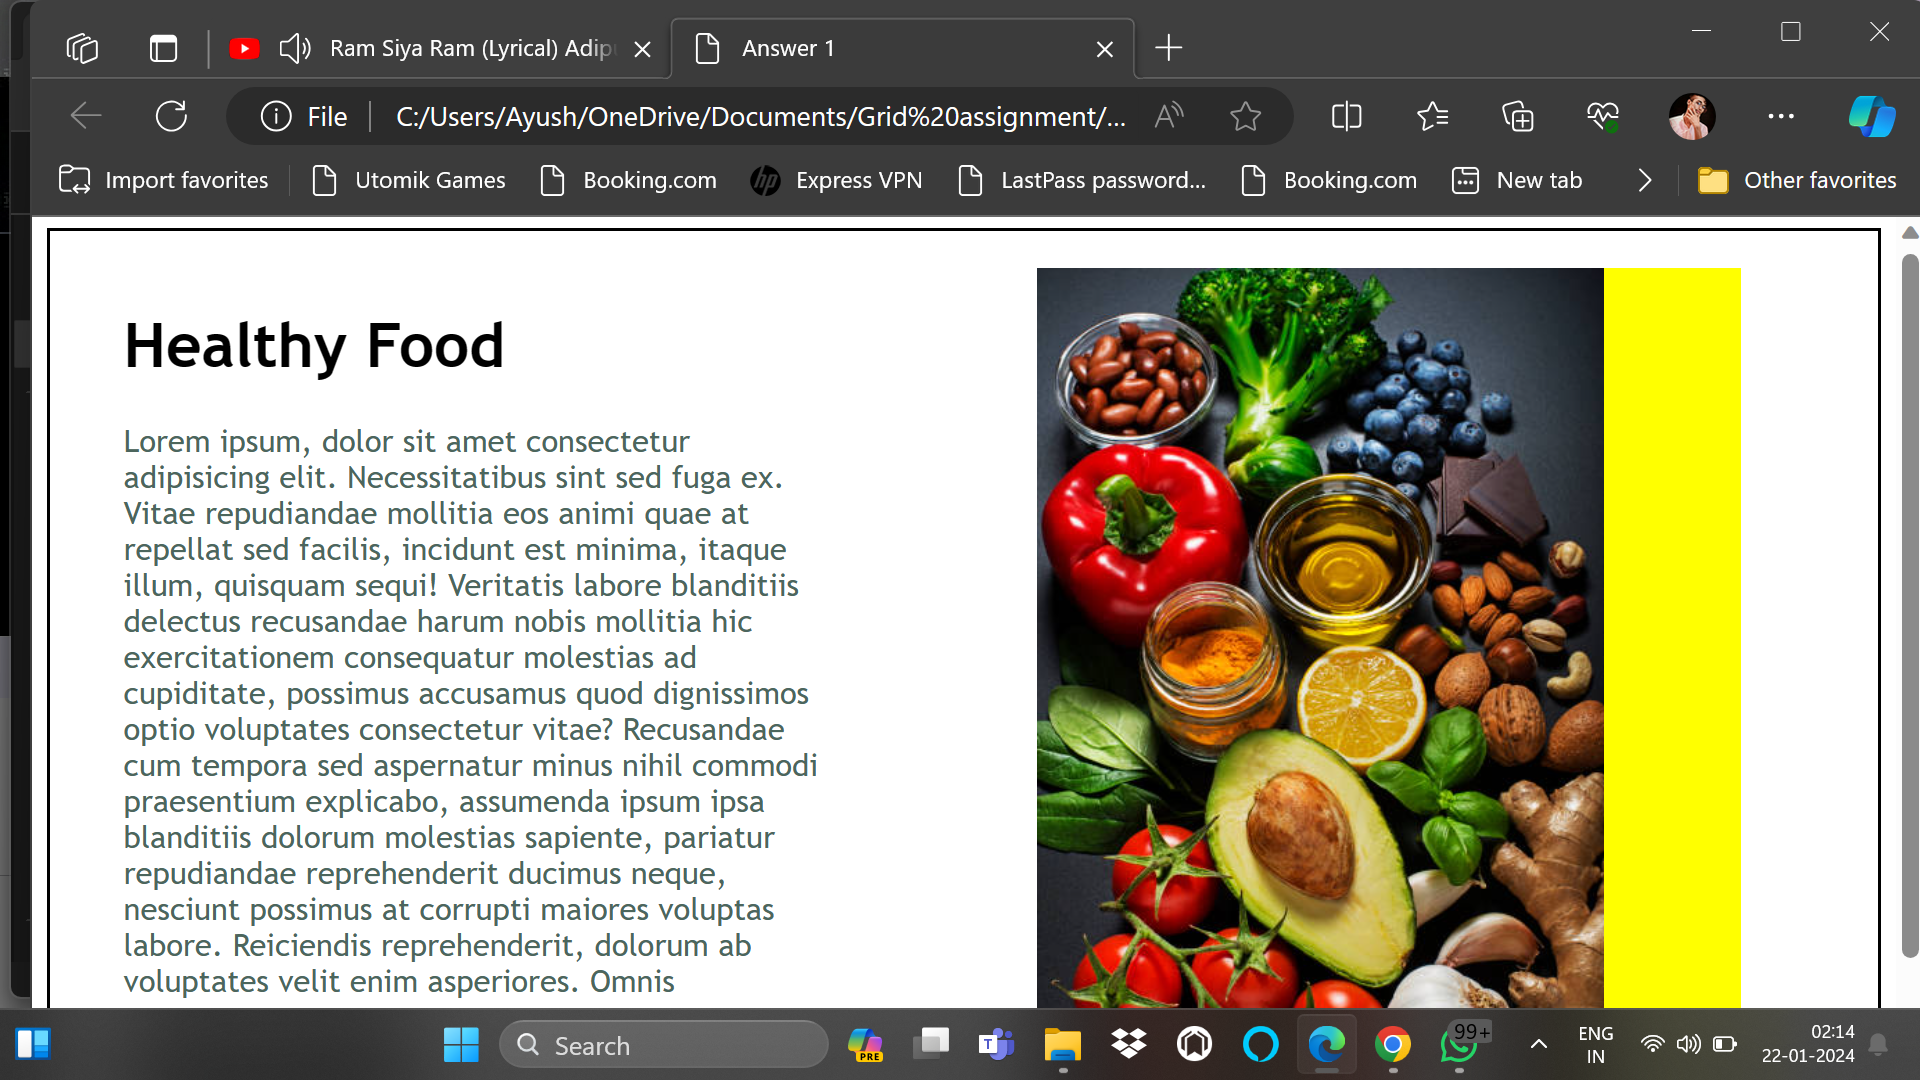 Ram Siya Ram (Lyrical) Adip
Answer 1
File
C:/Users/Ayush/OneDrive/Documents/Grid%20assignment/...
Import favorites
Utomik Games
Booking.com
Express VPN
LastPass password...
Booking.com
New tab
Other favorites
Healthy Food
Lorem ipsum, dolor sit amet consectetur
adipisicing elit. Necessitatibus sint sed fuga ex.
Vitae repudiandae mollitia eos animi quae at
repellat sed facilis, incidunt est minima, itaque
illum, quisquam sequi! Veritatis labore blanditiis
delectus recusandae harum nobis mollitia hic
exercitationem consequatur molestias ad
cupiditate, possimus accusamus quod dignissimos
optio voluptates consectetur vitae? Recusandae
cum tempora sed aspernatur minus nihil commodi
praesentium explicabo, assumenda ipsum ipsa
blanditiis dolorum molestias sapiente, pariatur
repudiandae reprehenderit ducimus neque,
nesciunt possimus at corrupti maiores voluptas
labore. Reiciendis reprehenderit, dolorum ab
voluptates velit enim asperiores. Omnis
Search
PRE
99+
ENG
IN
02:14
22-01-2024